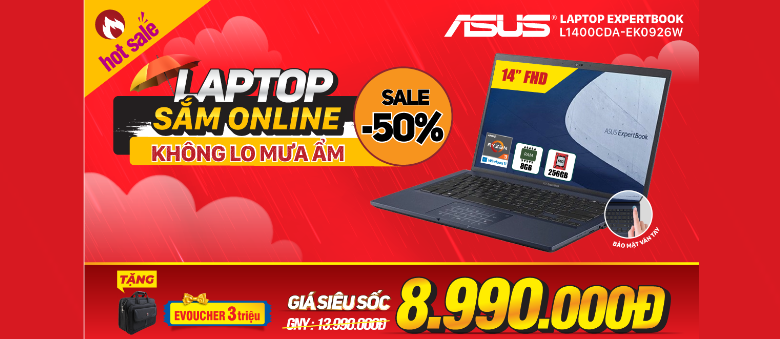 hot sale
ASUS® LAPTOP EXPERTBOOK
L1400CDA-EK0926W
LAPTOP
SẮM ONLINE
KHÔNG LO MƯA ẨM
SALE
-50%
14" FHD
ASUS ExpertBook
RYZEN
8GB
256GB
BẢO MẬT VÂN TAY
TẶNG
EVOUCHER 3 triệu
GIÁ SIÊU SỐC
GNY : 13.990.000Đ
8.990.000Đ